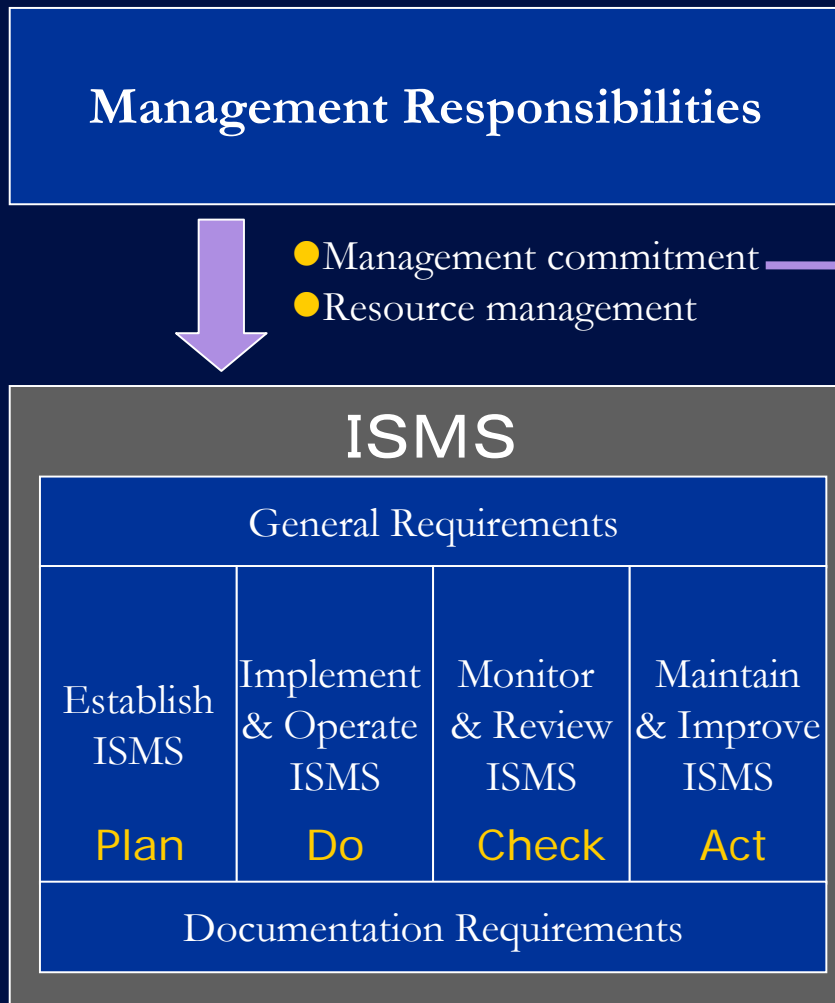 Management Responsibilities
●Management commitment
●Resource management
ISMS
General Requirements
Establish
ISMS
Plan
Implement
& Operate
ISMS
Do
Monitor
& Review
ISMS
Check
Maintain
& Improve
ISMS
Act
Documentation Requirements